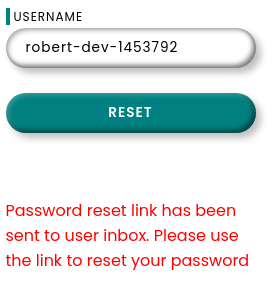 USERNAME
robert-dev-1453792
RESET
Password reset link has been
sent to user inbox. Please use
the link to reset your password